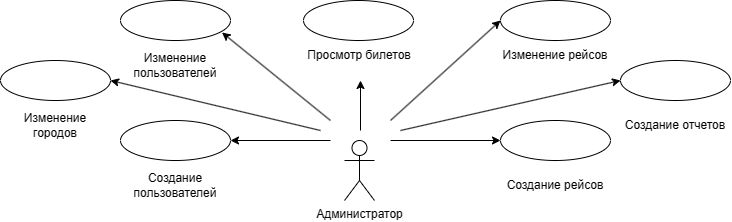 Изменение
пользователей
Просмотр билетов
Изменение рейсов
Изменение
городов
Создание отчетов
Создание
пользователей
Создание рейсов
Администратор